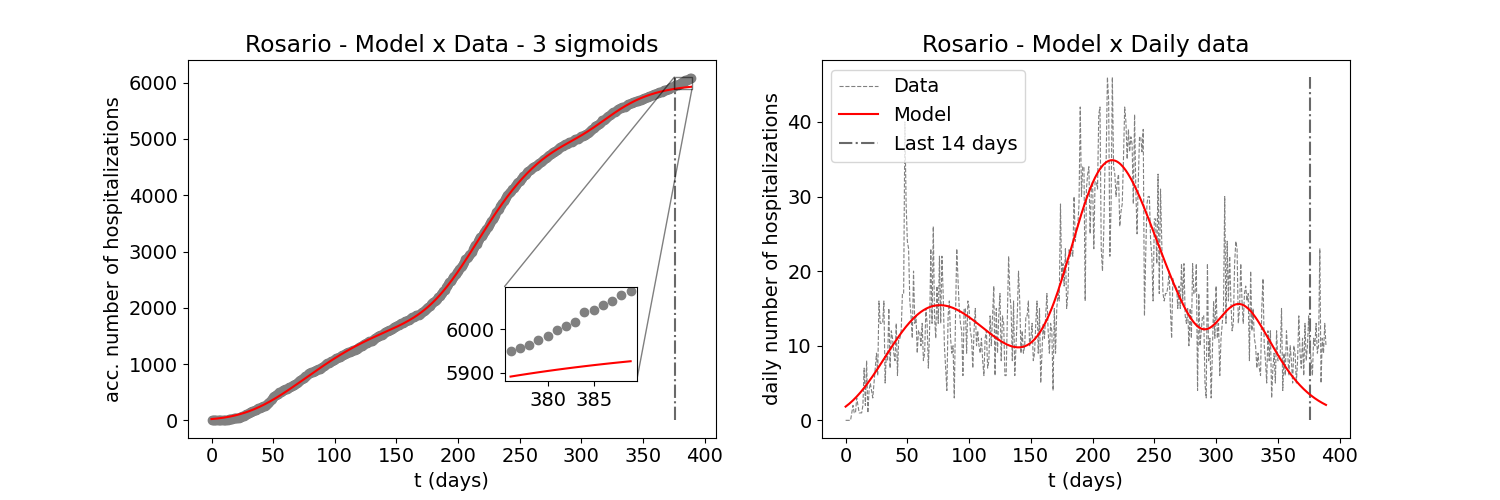 Rosario - Model x Data - 3 sigmoids
acc. number of hospitalizations
6000
5000
4000
3000
2000
1000
0
6000
5900
380 385
0 50 100 150 200 250 300 350 400
t (days)
Rosario - Model x Daily data
daily number of hospitalizations
Data
Model
Last 14 days
40
30
20
10
0
0 50 100 150 200 250 300 350 400
t (days)